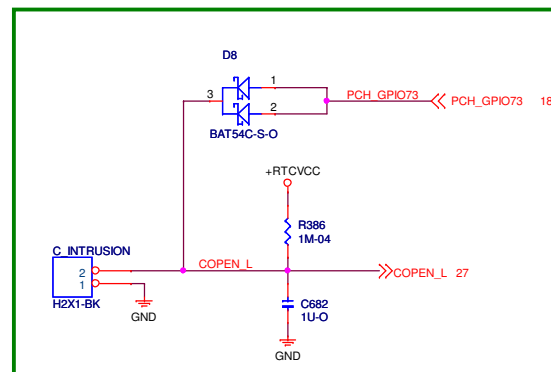 D8
1
3
PCH_GPIO73
PCH_GPIO73 18
2
BAT54C-S-O
+RTCVCC
R386
1M-04
C_INTRUSION
2
COPEN_L
COPEN_L 27
1
H2X1-BK
GND
C682
1U-O
GND